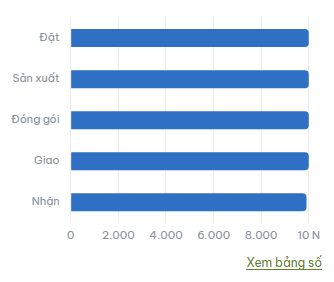 Đặt
Sản xuất
Đóng gói
Giao
Nhận
0 2.000 4.000 6.000 8.000 10 N
Xem bảng số